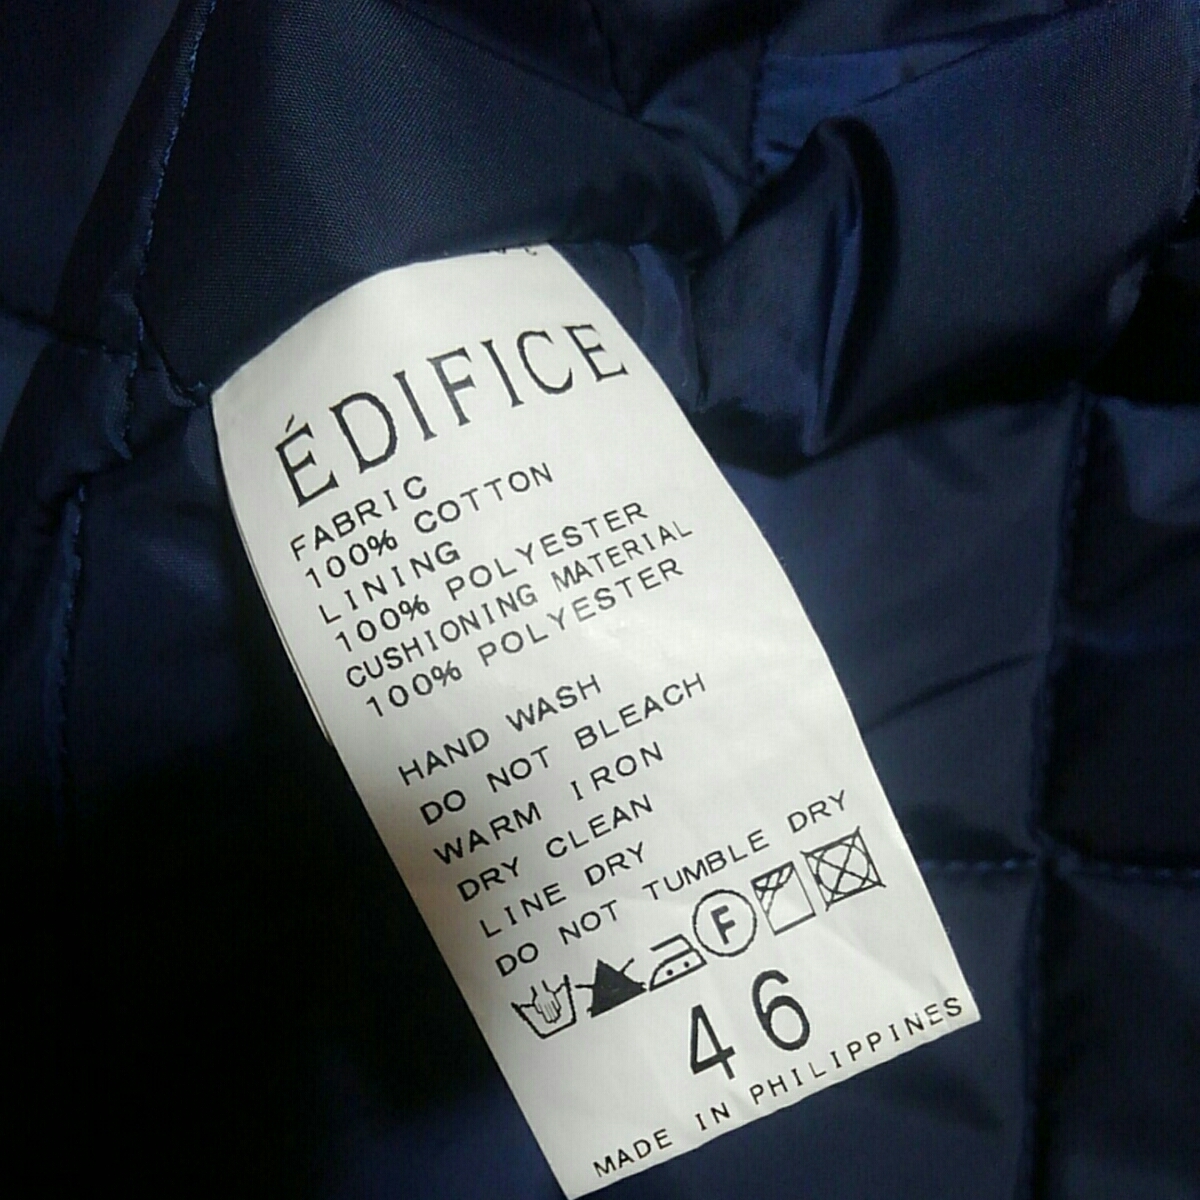 ÉDIFICE
FABRIC
100% COTTON
LINING
100% POLYESTER
CUSHIONING MATERIAL
100% POLYESTER
HAND WASH
DO NOT BLEACH
WARM IRON
DRY CLEAN
LINE DRY
DO NOT TUMBLE DRY
F
46
MADE IN PHILIPPINES